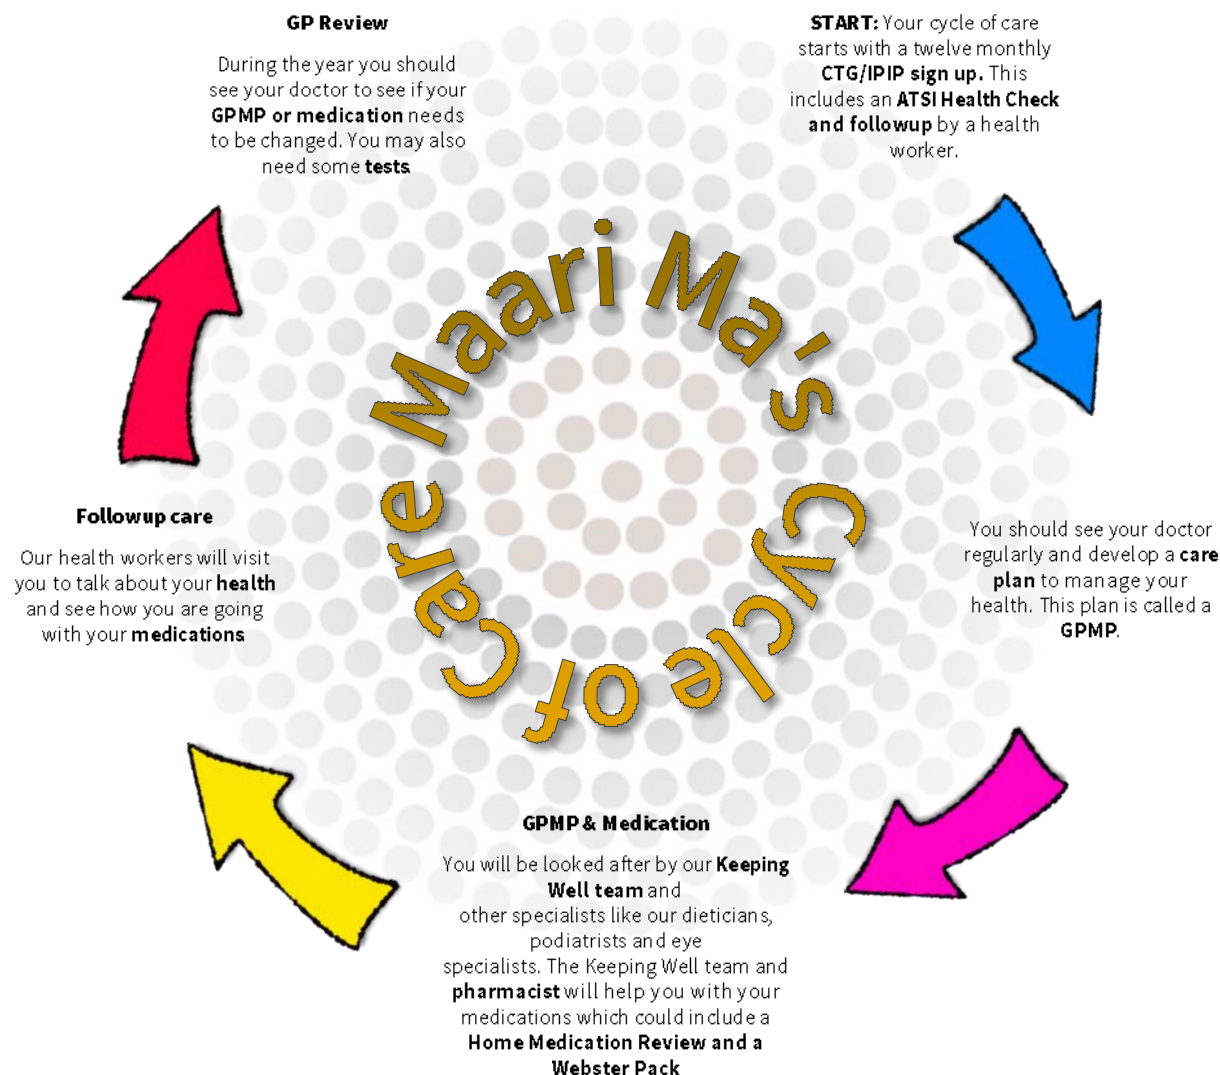 START: Your cycle of care
starts with a twelve monthly
CTG/IPIP sign up. This
includes an ATSI Health Check
and followup by a health
worker.
You should see your doctor
regularly and develop a care
plan to manage your
health. This plan is called a
GPMP.
GPMP & Medication
You will be looked after by our Keeping
Well team and
other specialists like our dieticians,
podiatrists and eye
specialists. The Keeping Well team and
pharmacist will help you with your
medications which could include a
Home Medication Review and a
Webster Pack
Followup care
Our health workers will visit
you to talk about your health
and see how you are going
with your medications
GP Review
During the year you should
see your doctor to see if your
GPMP or medication needs
to be changed. You may also
need some tests.
Maari Ma's Cycle of Care